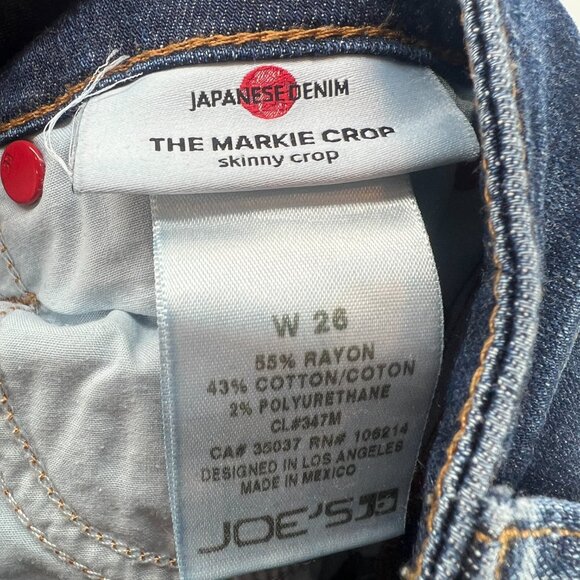 JAPANESE DENIM
THE MARKIE CROP
skinny crop
W 26
55% RAYON
43% COTTON/COTON
2% POLYURETHANE
CL#347M
CA# 35037 RN# 106214
DESIGNED IN LOS ANGELES
MADE IN MEXICO
JOE'S